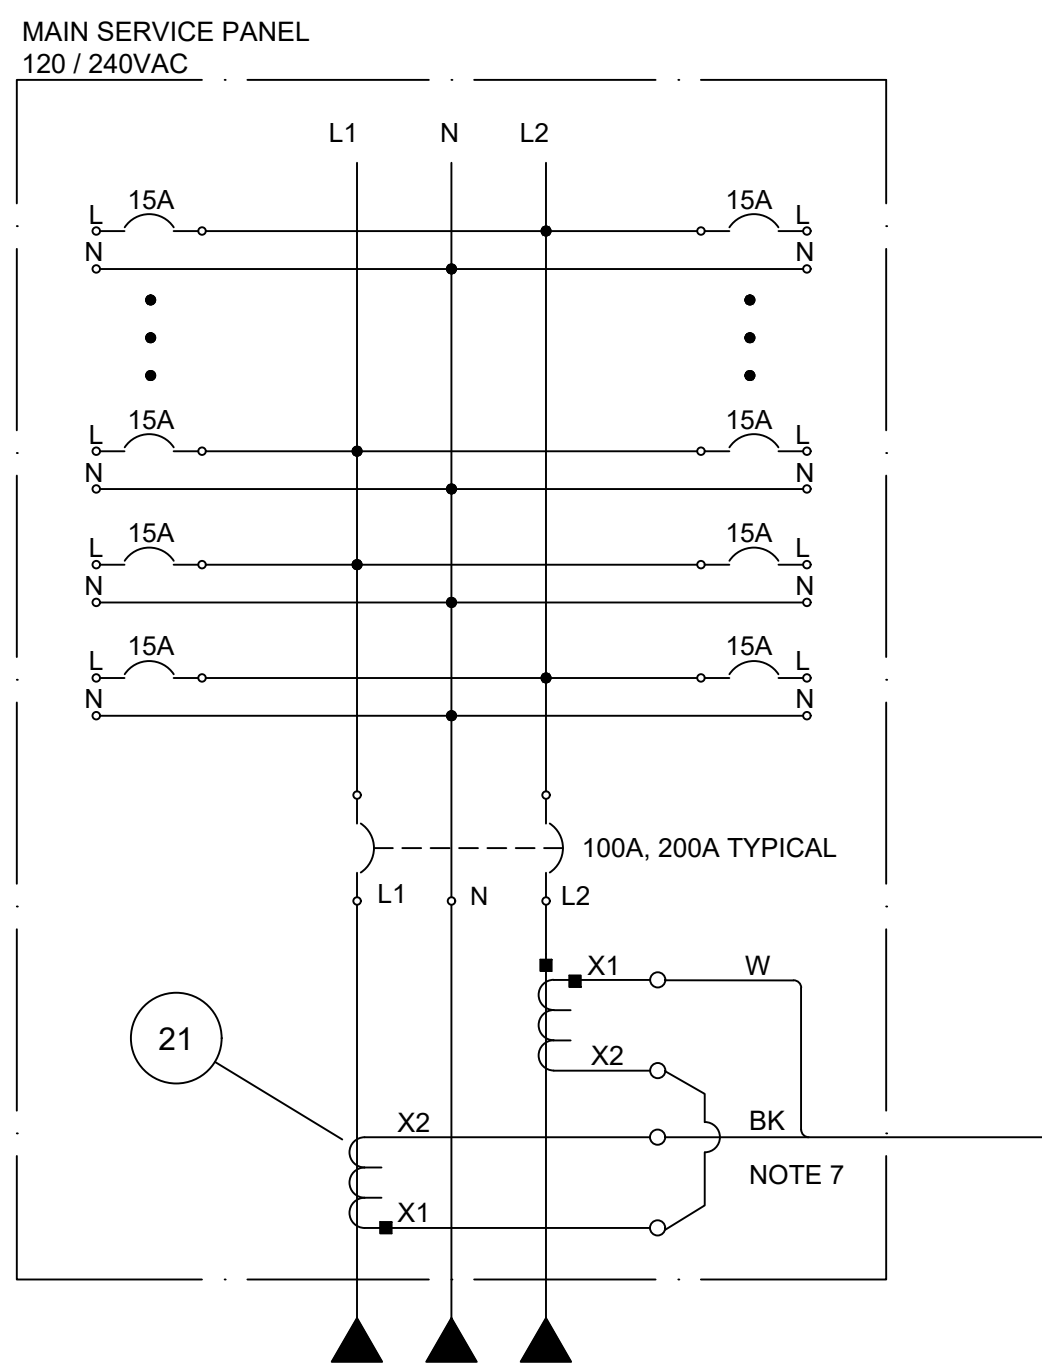 MAIN SERVICE PANEL
120 / 240VAC
L1 N L2
15A 15A
L L
N N
15A 15A
L L
N N
15A 15A
L L
N N
15A 15A
L L
N N
100A, 200A TYPICAL
L1 N L2
X1 W
21
X2
X2 BK
NOTE 7
X1